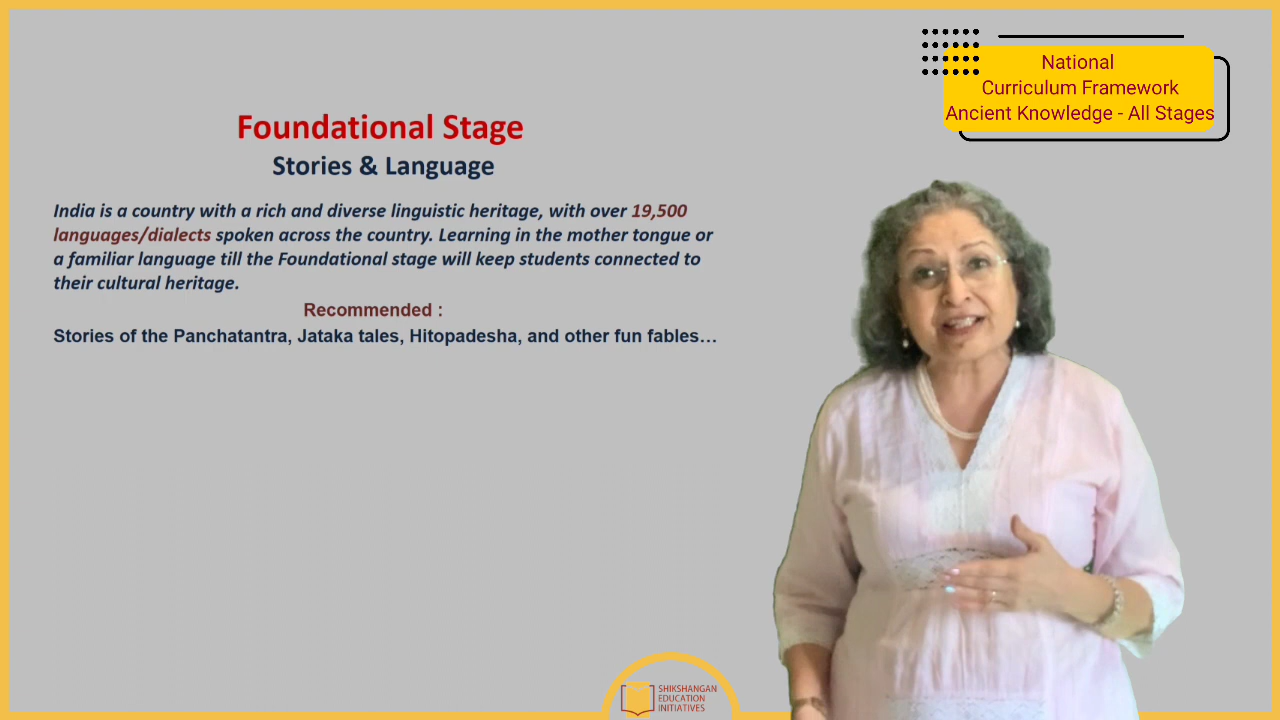 National
Curriculum Framework
Ancient Knowledge - All Stages
Foundational Stage
Stories & Language
India is a country with a rich and diverse linguistic heritage, with over 19,500
languages/dialects spoken across the country. Learning in the mother tongue or
a familiar language till the Foundational stage will keep students connected to
their cultural heritage.
Recommended :
Stories of the Panchatantra, Jataka tales, Hitopadesha, and other fun fables…
SHIKSHANGAN
EDUCATION
INITIATIVES